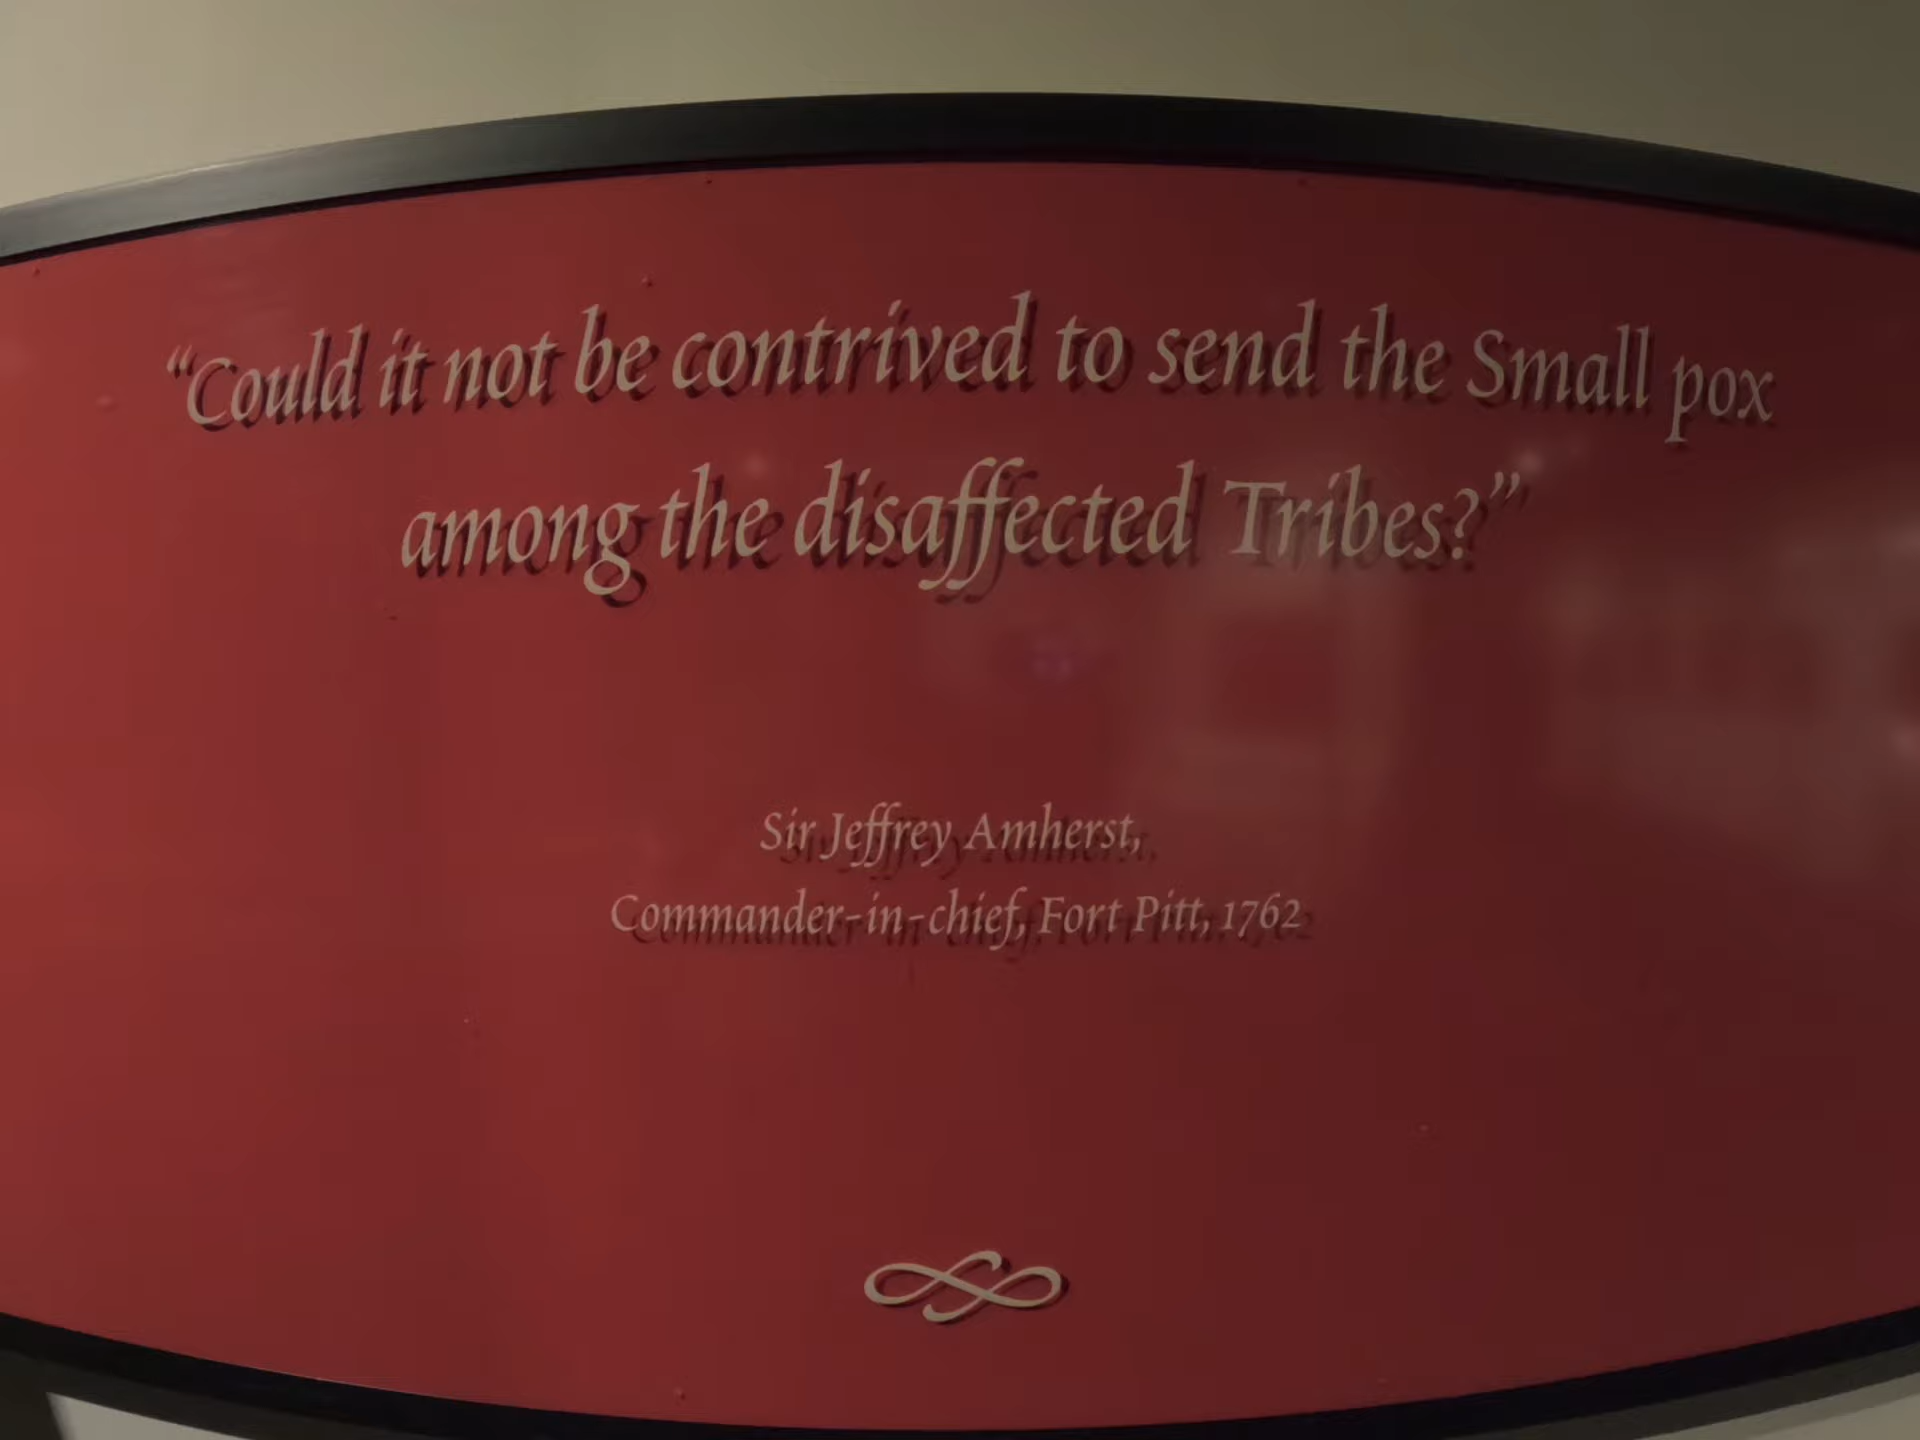 “Could it not be contrived to send the Small pox
among the disaffected Tribes?”
Sir Jeffrey Amherst,
Commander-in-chief, Fort Pitt, 1762